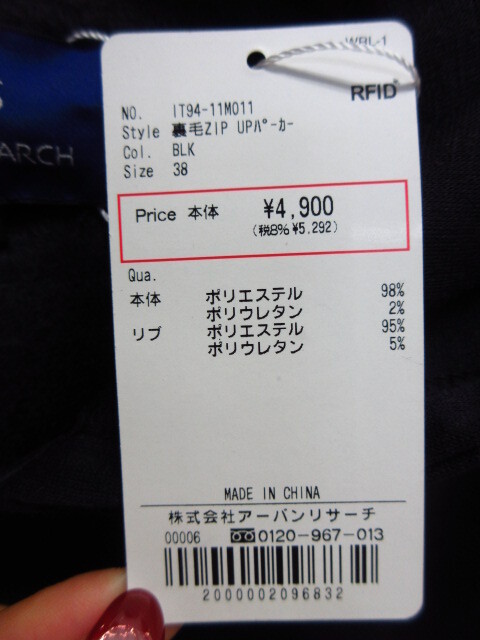 WRL-1
RFID
S
ARCH
NO. IT94-11M011
Style 裏毛ZIP UPパーカー
Col. BLK
Size 38
Price 本体 ¥4,900
(税8% ¥5,292)
Qua.
本体 ポリエステル 98%
ポリウレタン 2%
リブ ポリエステル 95%
ポリウレタン 5%
MADE IN CHINA
株式会社アーバンリサーチ
00006 0120-967-013
2000002096832